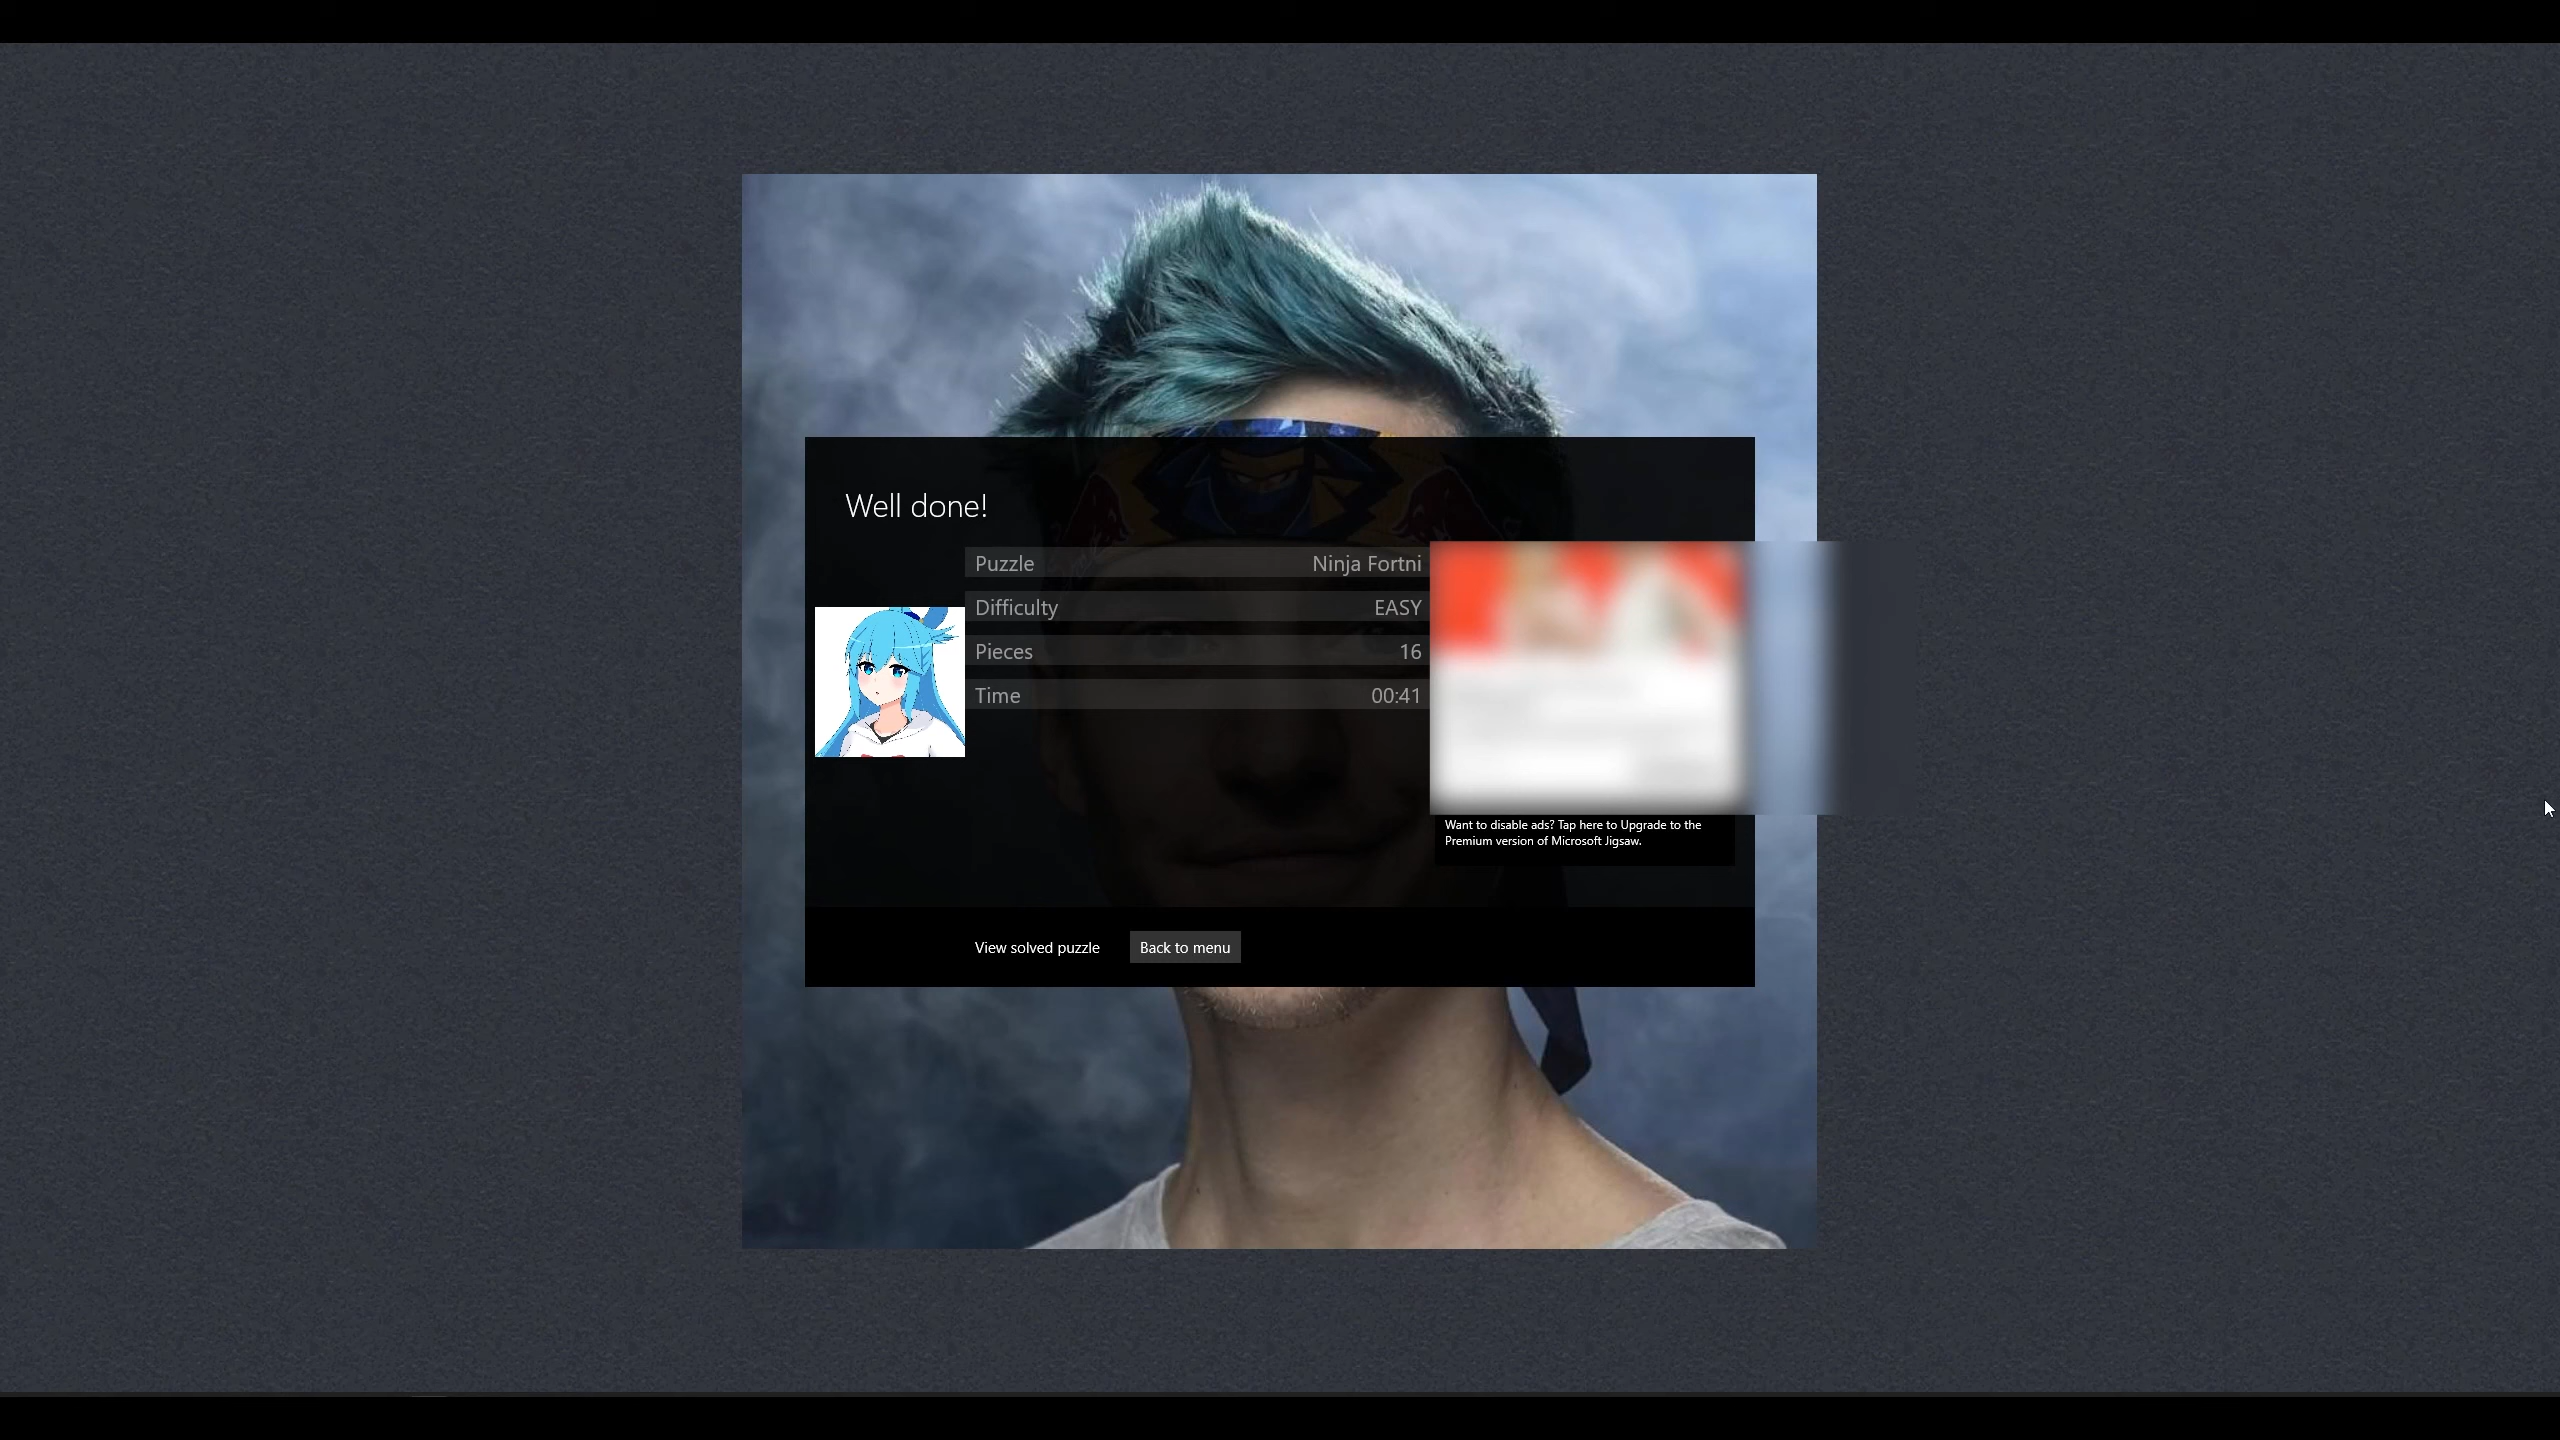 Well done!
Puzzle Ninja Fortni
Difficulty EASY
Pieces 16
Time 00:41
Want to disable ads? Tap here to Upgrade to the
Premium version of Microsoft Jigsaw.
View solved puzzle Back to menu